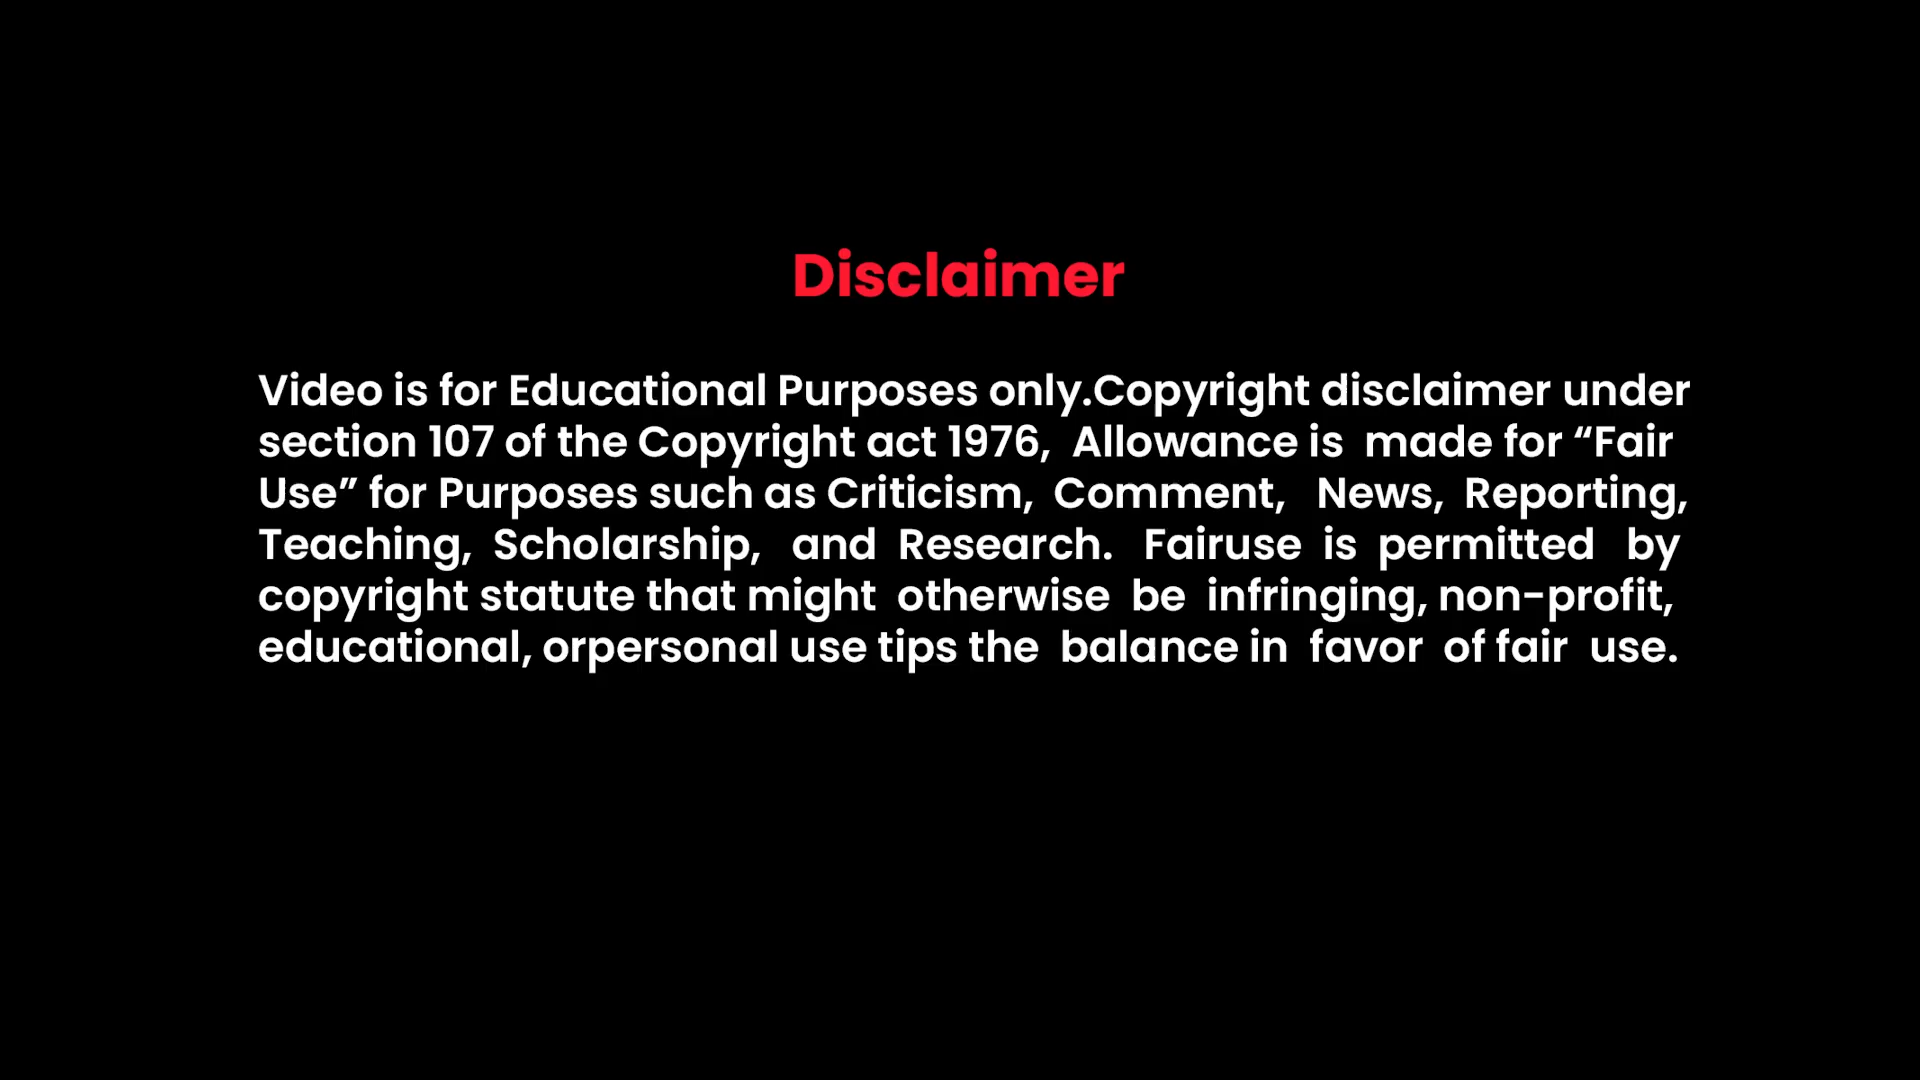 Disclaimer
Video is for Educational Purposes only.Copyright disclaimer under
section 107 of the Copyright act 1976, Allowance is made for “Fair
Use” for Purposes such as Criticism, Comment, News, Reporting,
Teaching, Scholarship, and Research. Fairuse is permitted by
copyright statute that might otherwise be infringing, non-profit,
educational, orpersonal use tips the balance in favor of fair use.